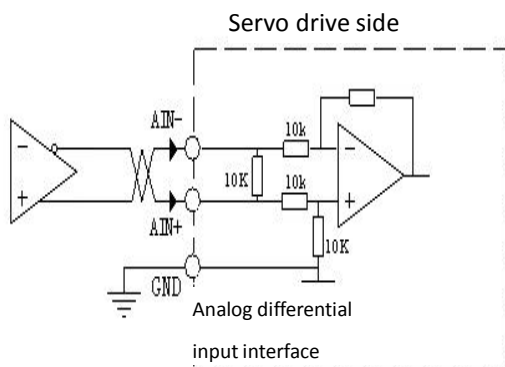 Servo drive side
AIN-
10k
10K
10k
AIN+
10K
GND
Analog differential
input interface